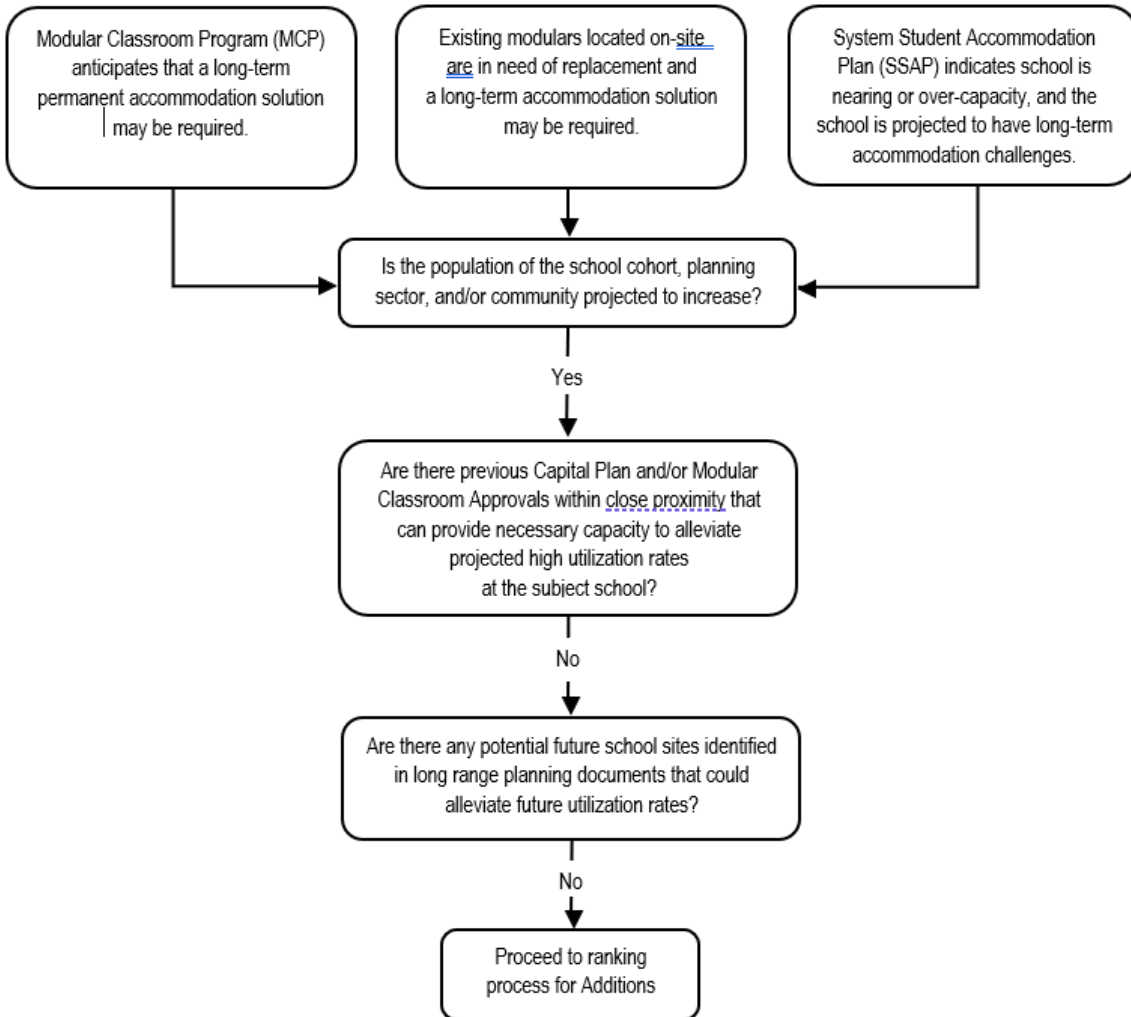 Modular Classroom Program (MCP)
anticipates that a long-term
permanent accommodation solution
may be required.
Existing modulars located on-site
are in need of replacement and
a long-term accommodation solution
may be required.
System Student Accommodation
Plan (SSAP) indicates school is
nearing or over-capacity, and the
school is projected to have long-term
accommodation challenges.
Is the population of the school cohort, planning
sector, and/or community projected to increase?
Yes
Are there previous Capital Plan and/or Modular
Classroom Approvals within close proximity that
can provide necessary capacity to alleviate
projected high utilization rates
at the subject school?
No
Are there any potential future school sites identified
in long range planning documents that could
alleviate future utilization rates?
No
Proceed to ranking
process for Additions